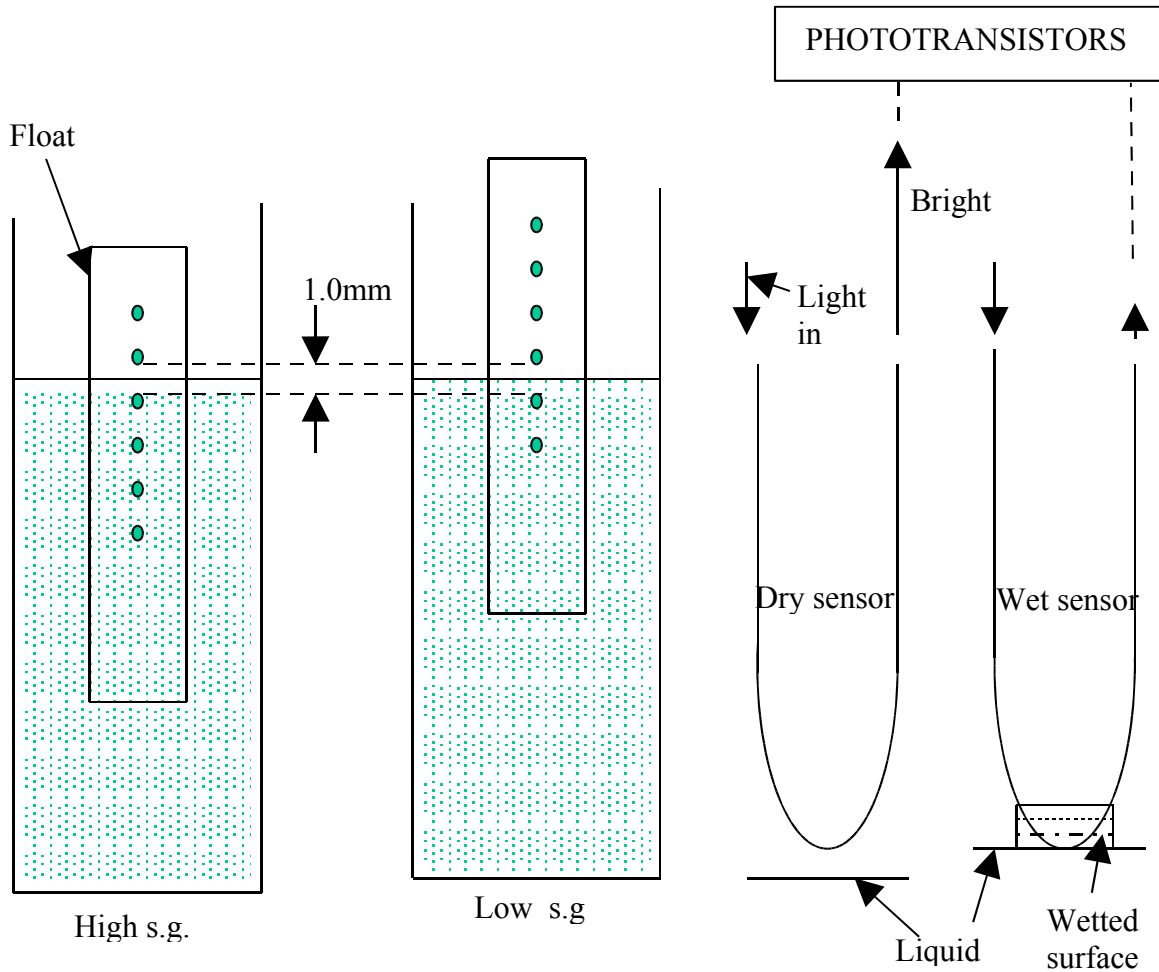 PHOTOTRANSISTORS
Float
Bright
1.0mm
Light
in
Dry sensor
Wet sensor
High s.g.
Low s.g
Liquid
Wetted
surface